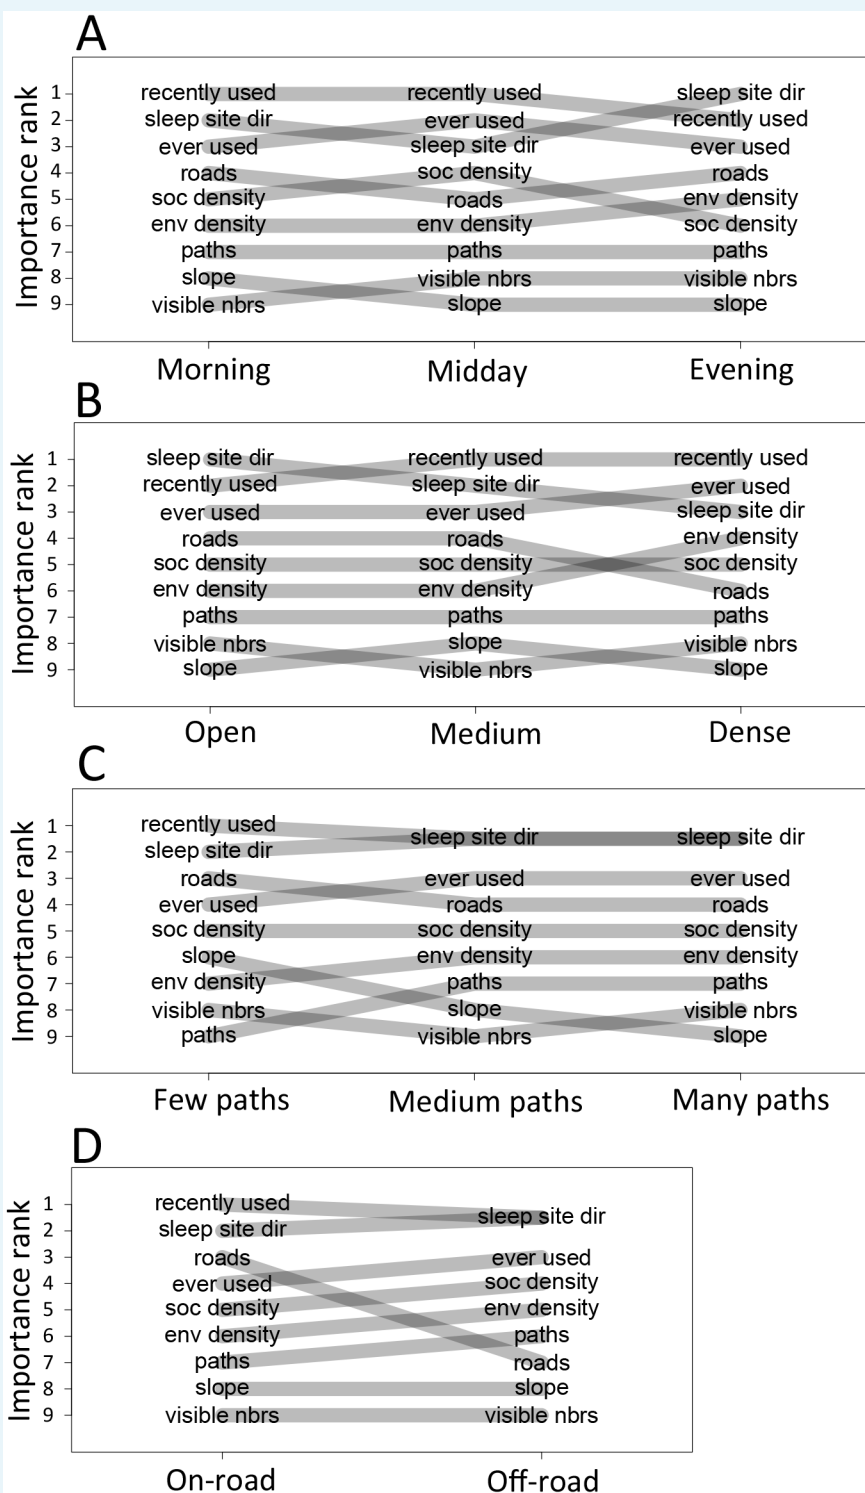 A
Importance rank
1 recently used recently used sleep site dir
2 sleep site dir ever used recently used
3 ever used sleep site dir ever used
4 roads soc density roads
5 soc density roads env density
6 env density env density soc density
7 paths paths paths
8 slope visible nbrs visible nbrs
9 visible nbrs slope slope
Morning Midday Evening
B
Importance rank
1 sleep site dir recently used recently used
2 recently used sleep site dir ever used
3 ever used ever used sleep site dir
4 roads roads env density
5 soc density soc density soc density
6 env density env density roads
7 paths paths paths
8 visible nbrs slope visible nbrs
9 slope visible nbrs slope
Open Medium Dense
C
Importance rank
1 recently used sleep site dir sleep site dir
2 sleep site dir
3 roads ever used ever used
4 ever used roads roads
5 soc density soc density soc density
6 slope env density env density
7 env density paths paths
8 visible nbrs slope visible nbrs
9 paths visible nbrs slope
Few paths Medium paths Many paths
D
Importance rank
1 recently used sleep site dir
2 sleep site dir
3 roads ever used
4 ever used soc density
5 soc density env density
6 env density paths
7 paths roads
8 slope slope
9 visible nbrs visible nbrs
On-road Off-road